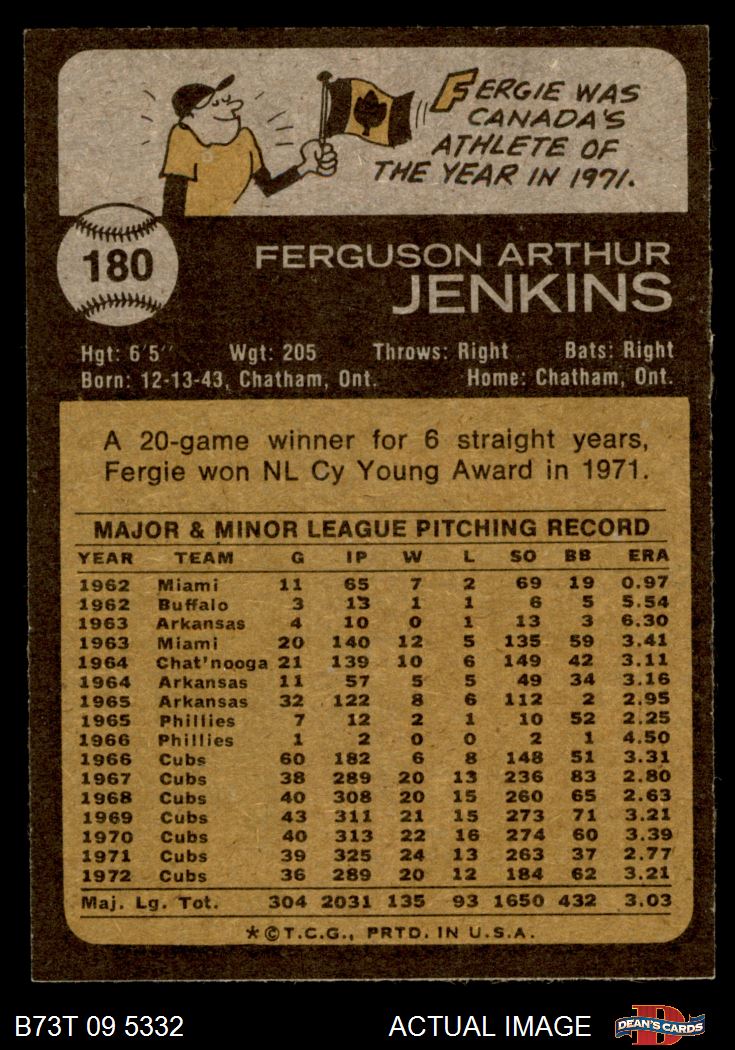 FERGIE WAS
CANADA'S
ATHLETE OF
THE YEAR IN 1971.
180
FERGUSON ARTHUR
JENKINS
Hgt: 6'5" Wgt: 205 Throws: Right Bats: Right
Born: 12-13-43, Chatham, Ont. Home: Chatham, Ont.
A 20-game winner for 6 straight years,
Fergie won NL Cy Young Award in 1971.
MAJOR & MINOR LEAGUE PITCHING RECORD
YEAR TEAM G IP W L SO BB ERA
1962 Miami 11 65 7 2 69 19 0.97
1962 Buffalo 3 13 1 1 6 5 5.54
1963 Arkansas 4 10 0 1 13 3 6.30
1963 Miami 20 140 12 5 135 59 3.41
1964 Chat'nooga 21 139 10 6 149 42 3.11
1964 Arkansas 11 57 5 5 49 34 3.16
1965 Arkansas 32 122 8 6 112 2 2.95
1965 Phillies 7 12 2 1 10 52 2.25
1966 Phillies 1 2 0 0 2 1 4.50
1966 Cubs 60 182 6 8 148 51 3.31
1967 Cubs 38 289 20 13 236 83 2.80
1968 Cubs 40 308 20 15 260 65 2.63
1969 Cubs 43 311 21 15 273 71 3.21
1970 Cubs 40 313 22 16 274 60 3.39
1971 Cubs 39 325 24 13 263 37 2.77
1972 Cubs 36 289 20 12 184 62 3.21
Maj. Lg. Tot. 304 2031 135 93 1650 432 3.03
*©T.C.G., PRTD. IN U.S.A.
B73T 09 5332 ACTUAL IMAGE DEAN'S CARDS